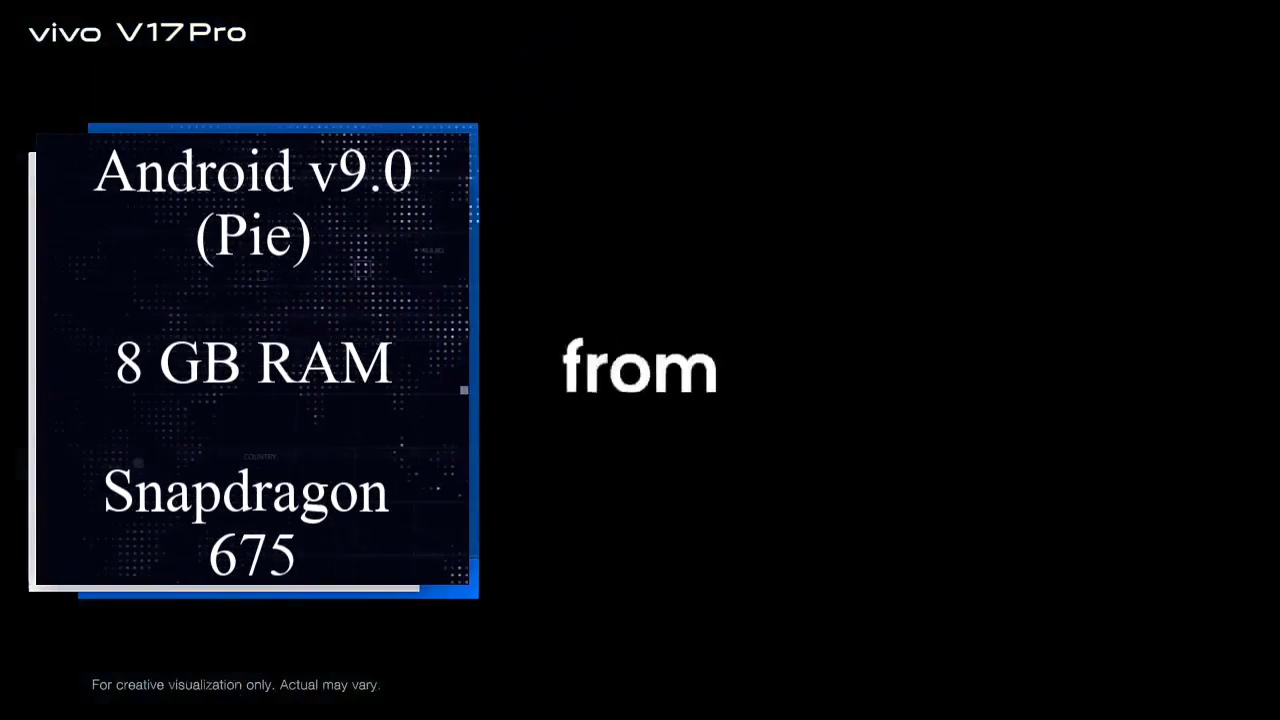 vivo V17Pro
Android v9.0
(Pie)
8 GB RAM
Snapdragon
675
from
COUNTRY
For creative visualization only. Actual may vary.